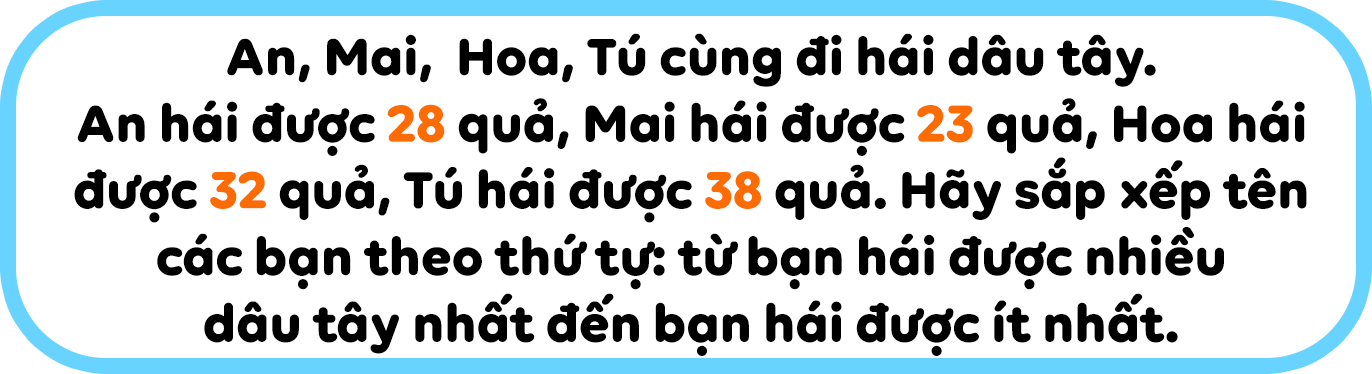 An, Mai, Hoa, Tú cùng đi hái dâu tây.
An hái được 28 quả, Mai hái được 23 quả, Hoa hái
được 32 quả, Tú hái được 38 quả. Hãy sắp xếp tên
các bạn theo thứ tự: từ bạn hái được nhiều
dâu tây nhất đến bạn hái được ít nhất.